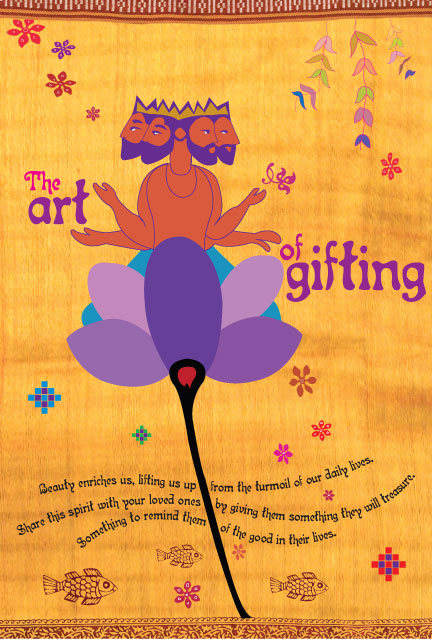 The
art
of
gifting
Beauty enriches us, lifting us up from the turmoil of our daily lives.
Share this spirit with your loved ones by giving them something they will treasure.
Something to remind them of the good in their lives.